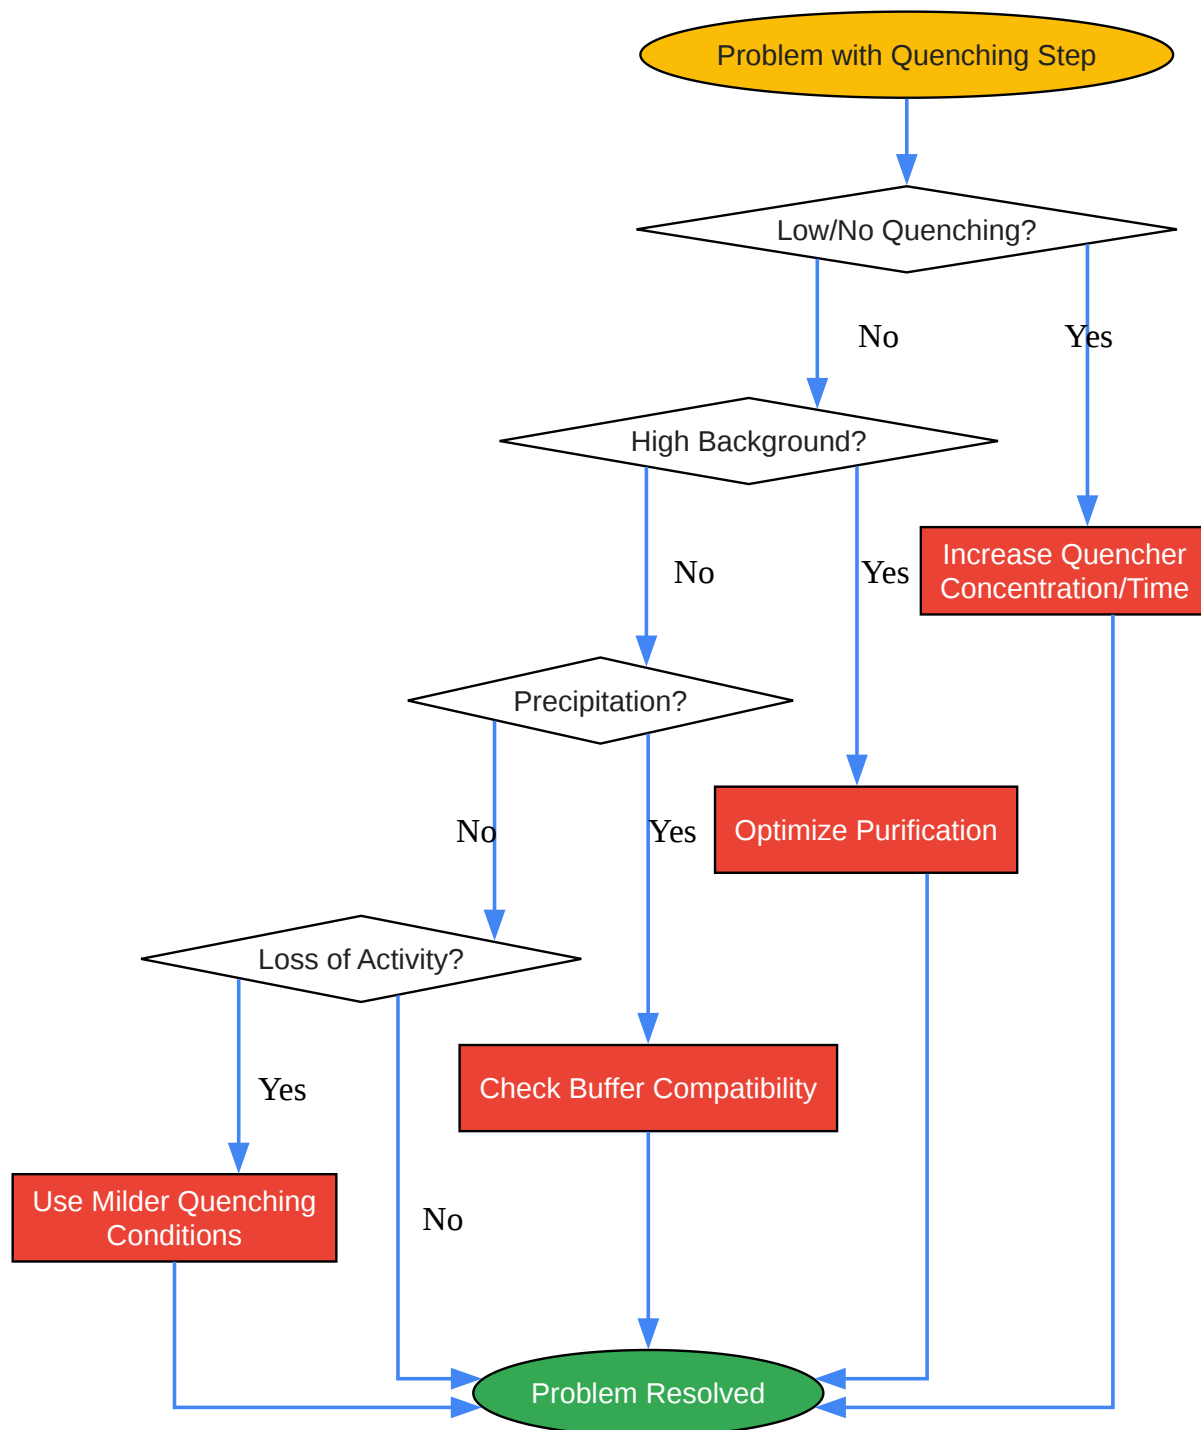 Problem with Quenching Step
Low/No Quenching?
No
Yes
High Background?
Increase Quencher
Concentration/Time
No
Yes
Precipitation?
Optimize Purification
No
Yes
Loss of Activity?
Check Buffer Compatibility
Yes
Use Milder Quenching
Conditions
No
Problem Resolved